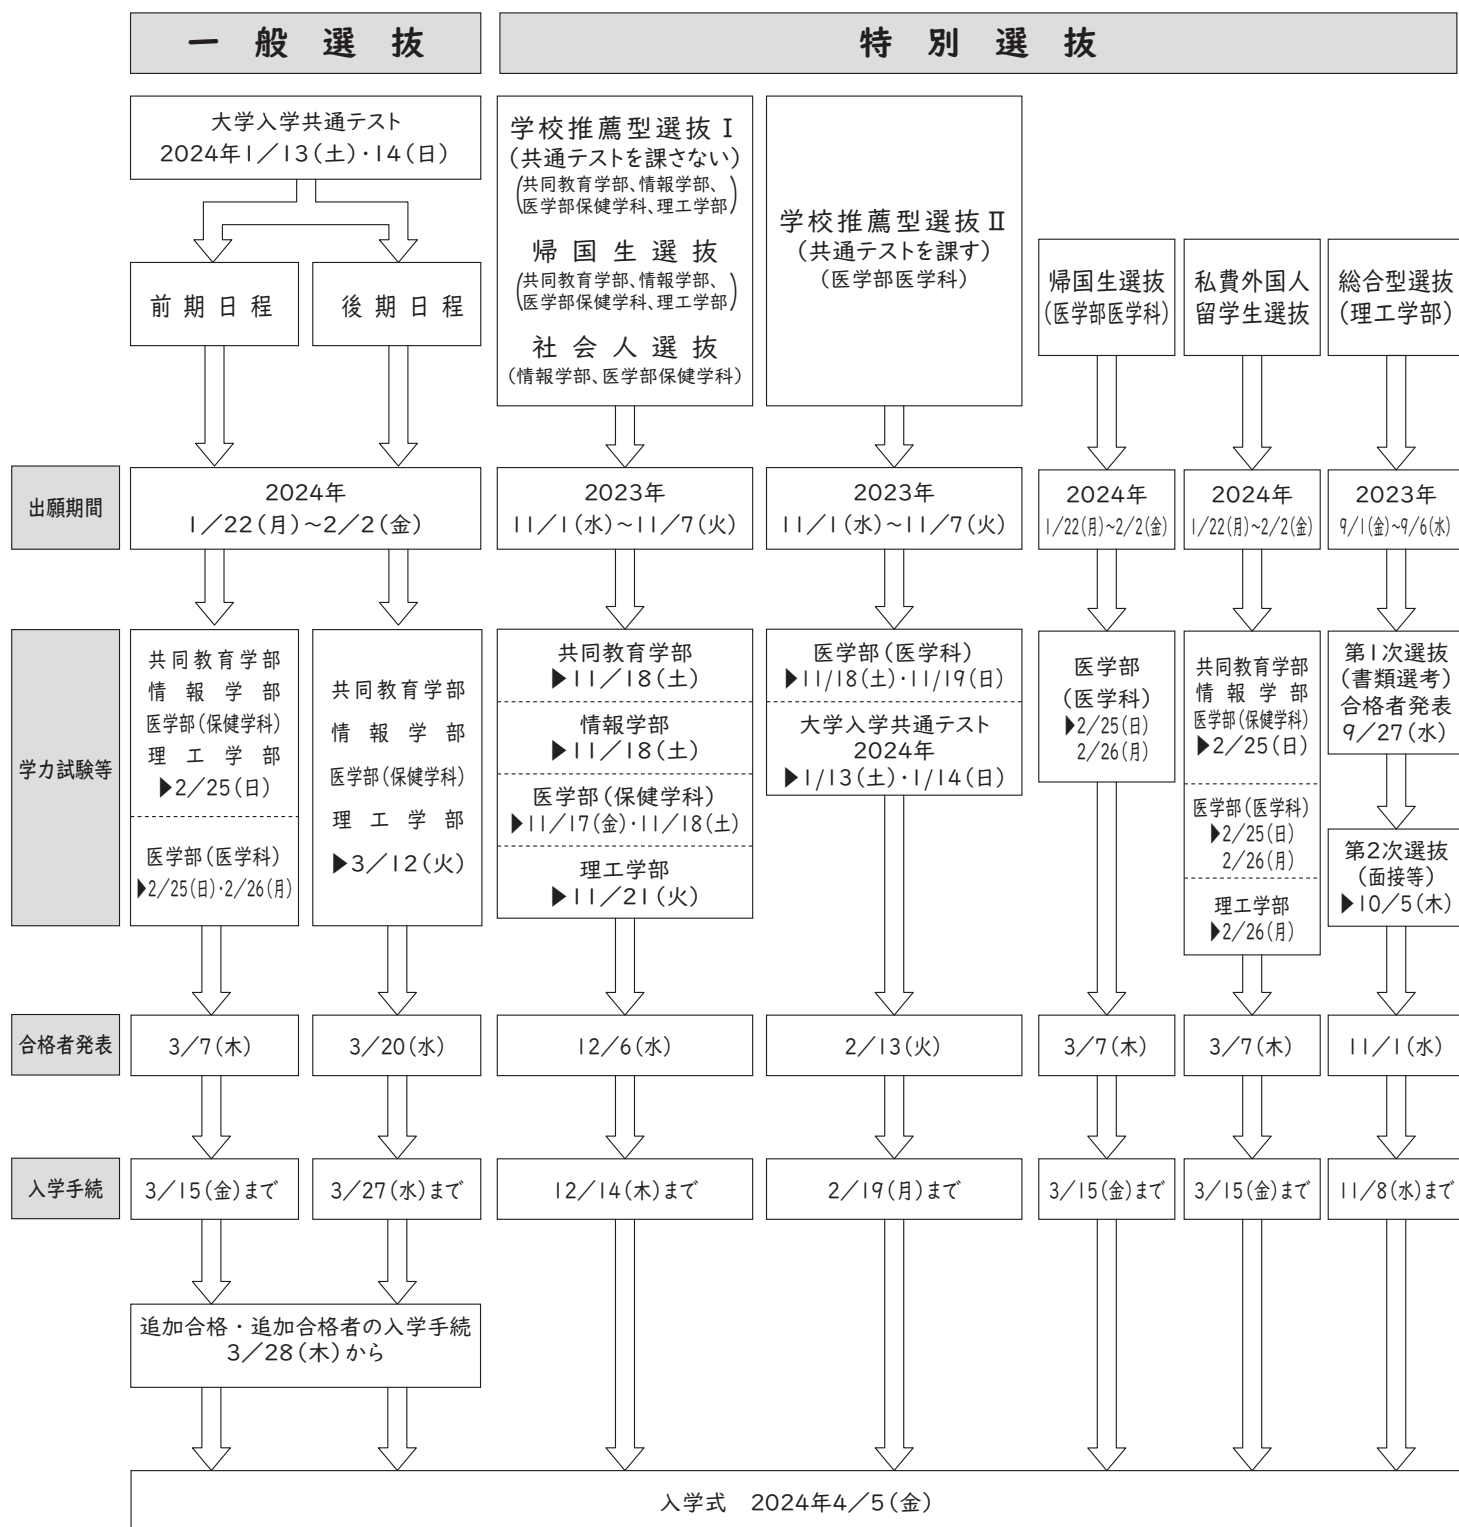 一般選抜
特別選抜
大学入学共通テスト
2024年1／13(土)・14(日)
前期日程
後期日程
学校推薦型選抜Ⅰ
(共通テストを課さない)
(共同教育学部、情報学部、
医学部保健学科、理工学部)
帰国生選抜
(共同教育学部、情報学部、
医学部保健学科、理工学部)
社会人選抜
(情報学部、医学部保健学科)
学校推薦型選抜Ⅱ
(共通テストを課す)
(医学部医学科)
帰国生選抜
(医学部医学科)
私費外国人
留学生選抜
総合型選抜
(理工学部)
出願期間
2024年
1／22(月)～2／2(金)
2023年
11／1(水)～11／7(火)
2023年
11／1(水)～11／7(火)
2024年
1／22(月)～2／2(金)
2024年
1／22(月)～2／2(金)
2023年
9／1(金)～9／6(水)
学力試験等
共同教育学部
情報学部
医学部(保健学科)
理工学部
▶2／25(日)
医学部(医学科)
▶2／25(日)・2／26(月)
共同教育学部
情報学部
医学部(保健学科)
理工学部
▶3／12(火)
共同教育学部
▶11／18(土)
情報学部
▶11／18(土)
医学部(保健学科)
▶11／17(金)・11／18(土)
理工学部
▶11／21(火)
医学部(医学科)
▶11/18(土)・11/19(日)
大学入学共通テスト
2024年
▶1/13(土)・1/14(日)
医学部
(医学科)
▶2／25(日)
2／26(月)
共同教育学部
情報学部
医学部(保健学科)
▶2／25(日)
医学部(医学科)
▶2／25(日)
2／26(月)
理工学部
▶2／26(月)
第1次選抜
(書類選考)
合格者発表
9／27(水)
第2次選抜
(面接等)
▶10／5(木)
合格者発表
3／7(木)
3／20(水)
12／6(水)
2／13(火)
3／7(木)
3／7(木)
11／1(水)
入学手続
3／15(金)まで
3／27(水)まで
12／14(木)まで
2／19(月)まで
3／15(金)まで
3／15(金)まで
11／8(水)まで
追加合格・追加合格者の入学手続
3／28(木)から
入学式　2024年4／5(金)